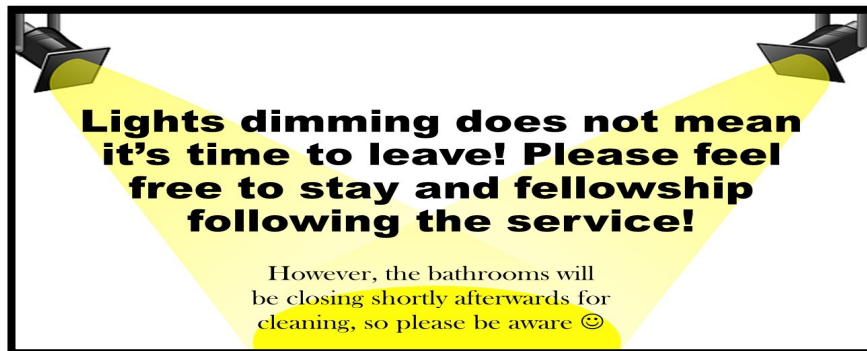 Lights dimming does not mean
it’s time to leave! Please feel
free to stay and fellowship
following the service!
However, the bathrooms will
be closing shortly afterwards for
cleaning, so please be aware ☺